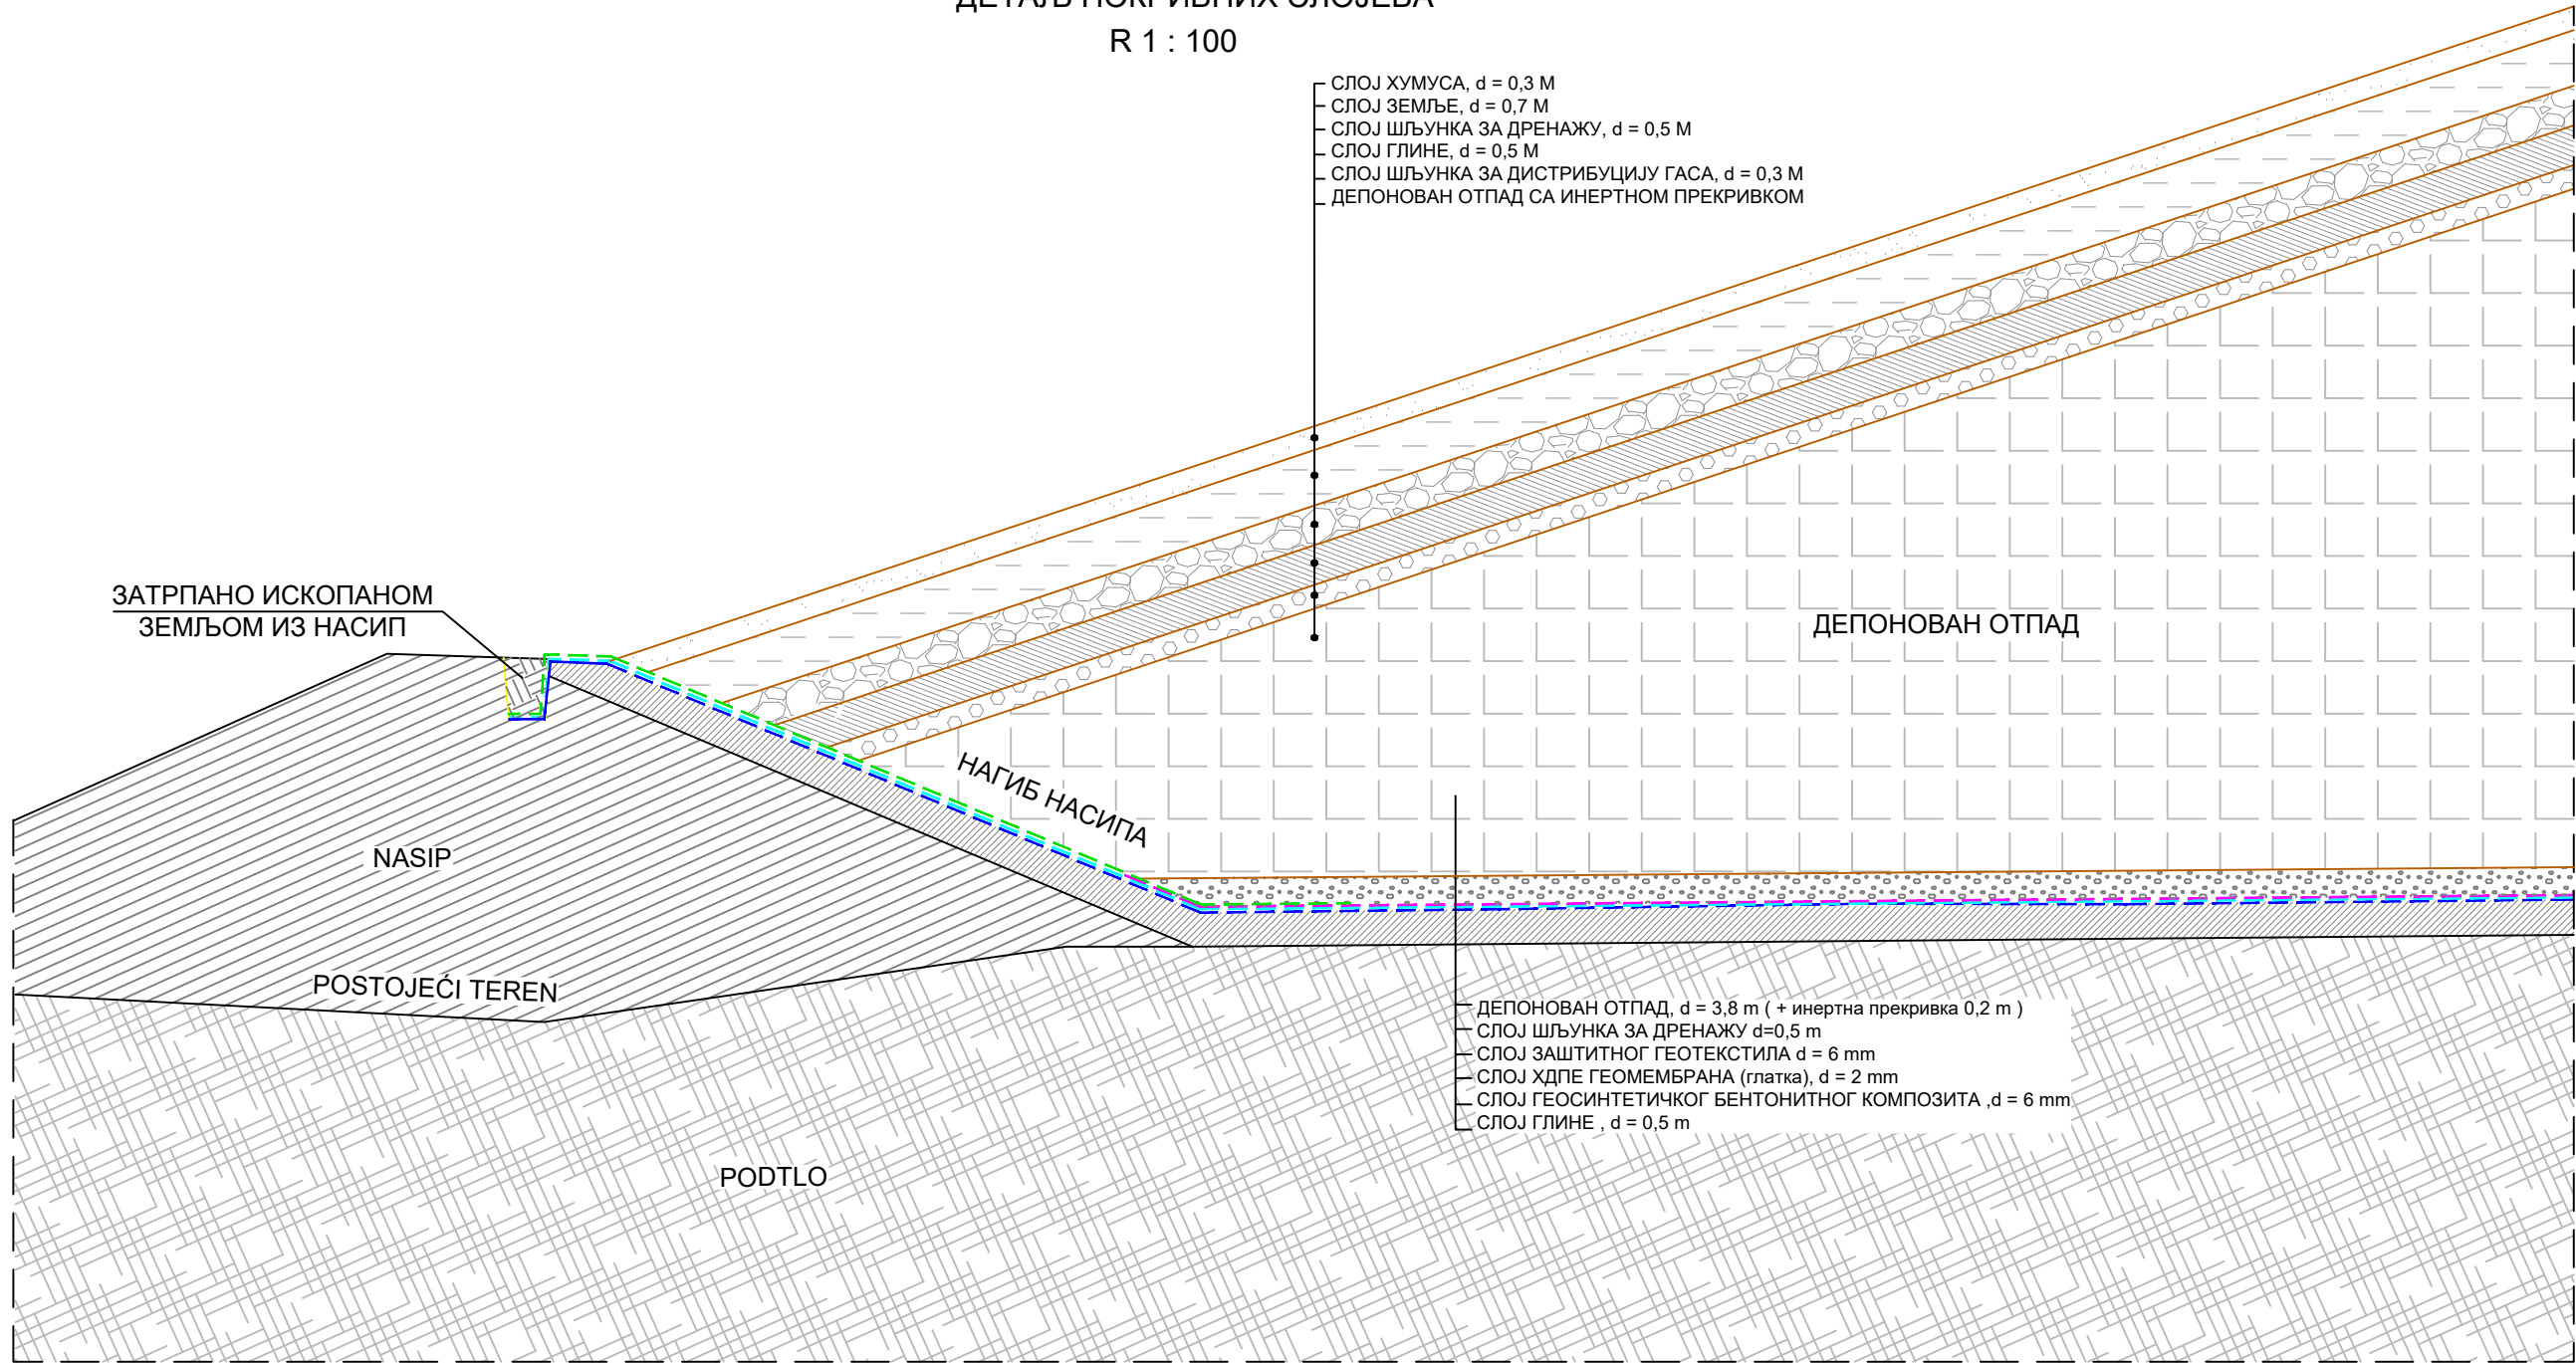 ДЕТАЉ ПОКРИВНИХ СЛОЈЕВА
R 1 : 100
СЛОЈ ХУМУСА, d = 0,3 М
СЛОЈ ЗЕМЉЕ, d = 0,7 М
СЛОЈ ШЉУНКА ЗА ДРЕНАЖУ, d = 0,5 М
СЛОЈ ГЛИНЕ, d = 0,5 М
СЛОЈ ШЉУНКА ЗА ДИСТРИБУЦИЈУ ГАСА, d = 0,3 М
ДЕПОНОВАН ОТПАД СА ИНЕРТНОМ ПРЕКРИВКОМ
ЗАТРПАНО ИСКОПАНОМ
ЗЕМЉОМ ИЗ НАСИП
ДЕПОНОВАН ОТПАД
НАГИБ НАСИПА
NASIP
POSTOJEĆI TEREN
ДЕПОНОВАН ОТПАД, d = 3,8 m ( + инертна прекривка 0,2 m )
СЛОЈ ШЉУНКА ЗА ДРЕНАЖУ d=0,5 m
СЛОЈ ЗАШТИТНОГ ГЕОТЕКСТИЛА d = 6 mm
СЛОЈ ХДПЕ ГЕОМЕМБРАНА (глатка), d = 2 mm
СЛОЈ ГЕОСИНТЕТИЧКОГ БЕНТОНИТНОГ КОМПОЗИТА ,d = 6 mm
СЛОЈ ГЛИНЕ , d = 0,5 m
PODTLO